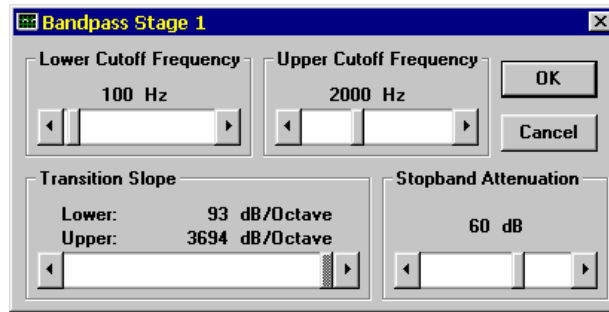 Bandpass Stage 1
Lower Cutoff Frequency
100 Hz
Upper Cutoff Frequency
2000 Hz
OK
Cancel
Transition Slope
Lower: 93 dB/Octave
Upper: 3694 dB/Octave
Stopband Attenuation
60 dB